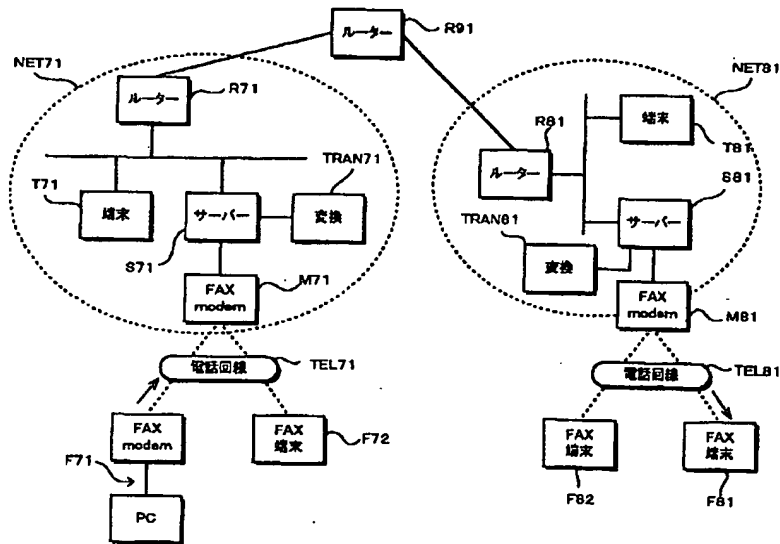 ルーター
R91
NET71
NET81
ルーター
R71
R81
端末
T81
ルーター
S81
TRAN71
T71
端末
サーバー
変換
サーバー
TRAN81
変換
S71
FAX
modem
M71
FAX
modem
M81
電話回線
TEL71
電話回線
TEL81
FAX
modem
FAX
端末
F72
FAX
端末
FAX
端末
F71
F82
F81
PC